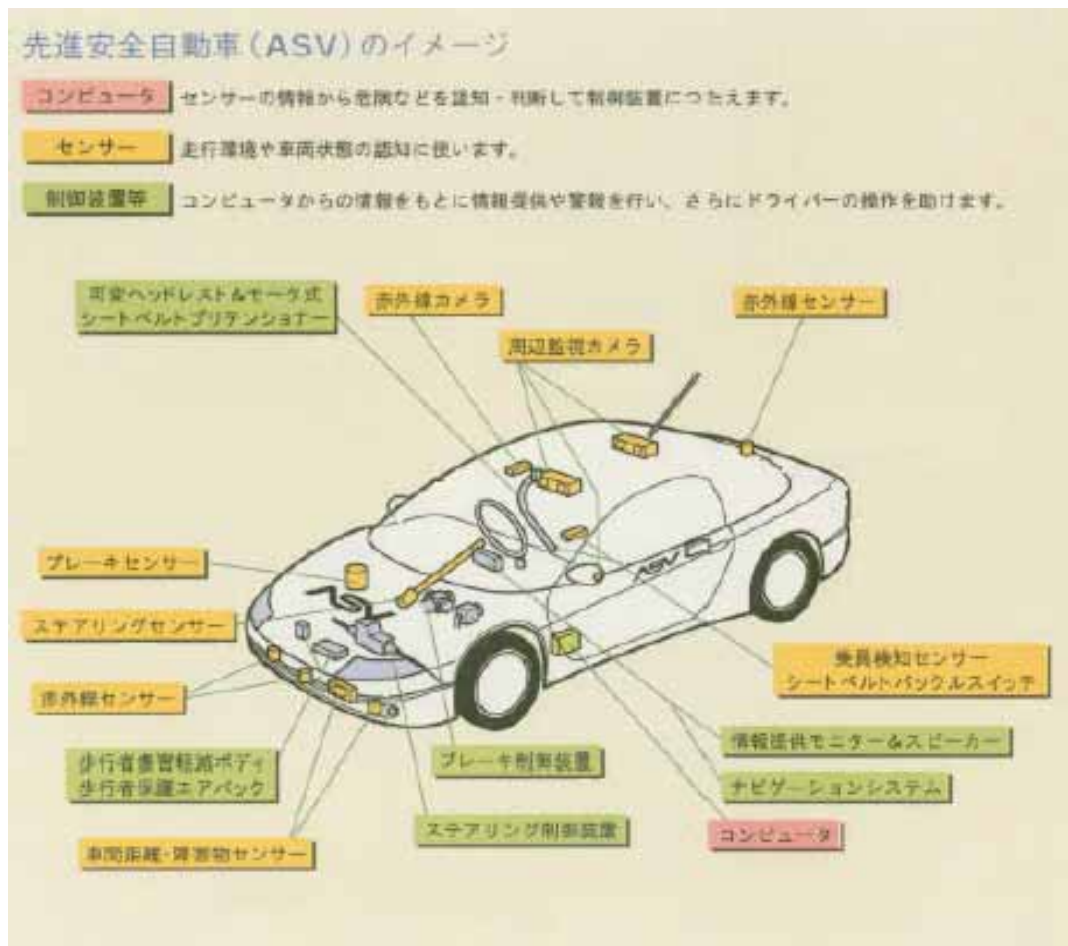 先進安全自動車(ASV)のイメージ
コンピュータ センサーの情報から危険などを認知・判断して制御装置につたえます。
センサー 走行環境や車両状態の認知に使います。
制御装置等 コンピュータからの情報をもとに情報提供や警報を行い、さらにドライバーの操作を助けます。
可変ヘッドレスト&モータ式
シートベルトプリテンショナー
赤外線カメラ
赤外線センサー
周辺監視カメラ
ASV
ブレーキセンサー
ASV
ステアリングセンサー
乗員検知センサー
シートベルトバックルスイッチ
赤外線センサー
情報提供モニター&スピーカー
歩行者傷害軽減ボディ
歩行者保護エアバック
ブレーキ制御装置
ナビゲーションシステム
ステアリング制御装置
コンピュータ
車間距離・障害物センサー